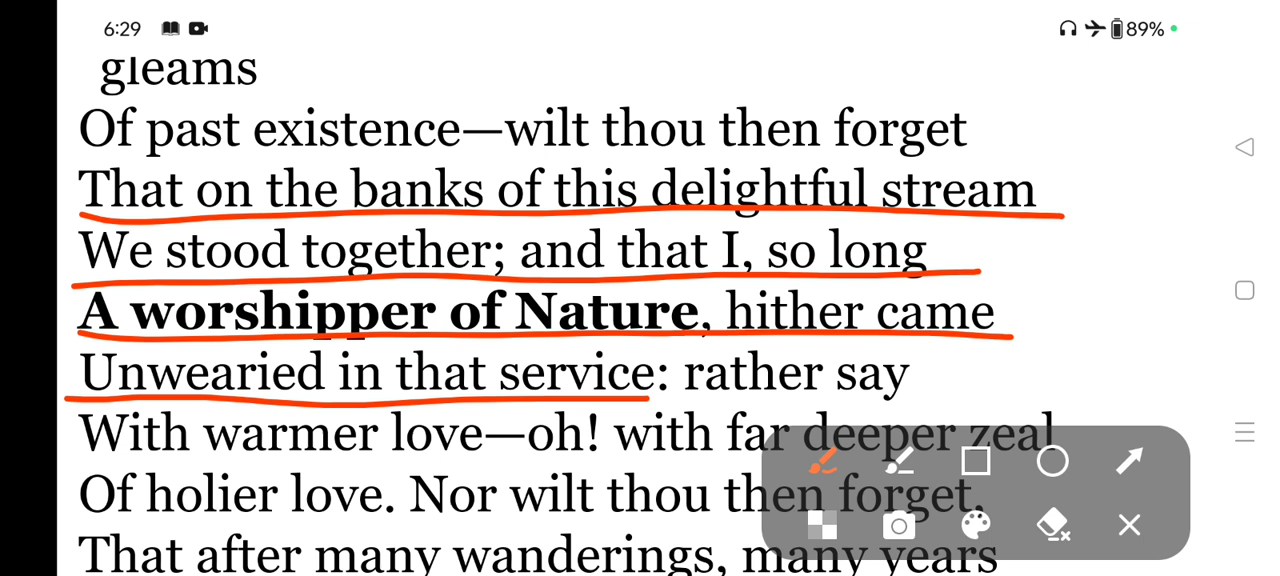 6:29
89%
gleams
Of past existence—wilt thou then forget
That on the banks of this delightful stream
We stood together; and that I, so long
A worshipper of Nature, hither came
Unwearied in that service: rather say
With warmer love—oh! with far deeper zeal
Of holier love. Nor wilt thou then forget,
That after many wanderings, many years